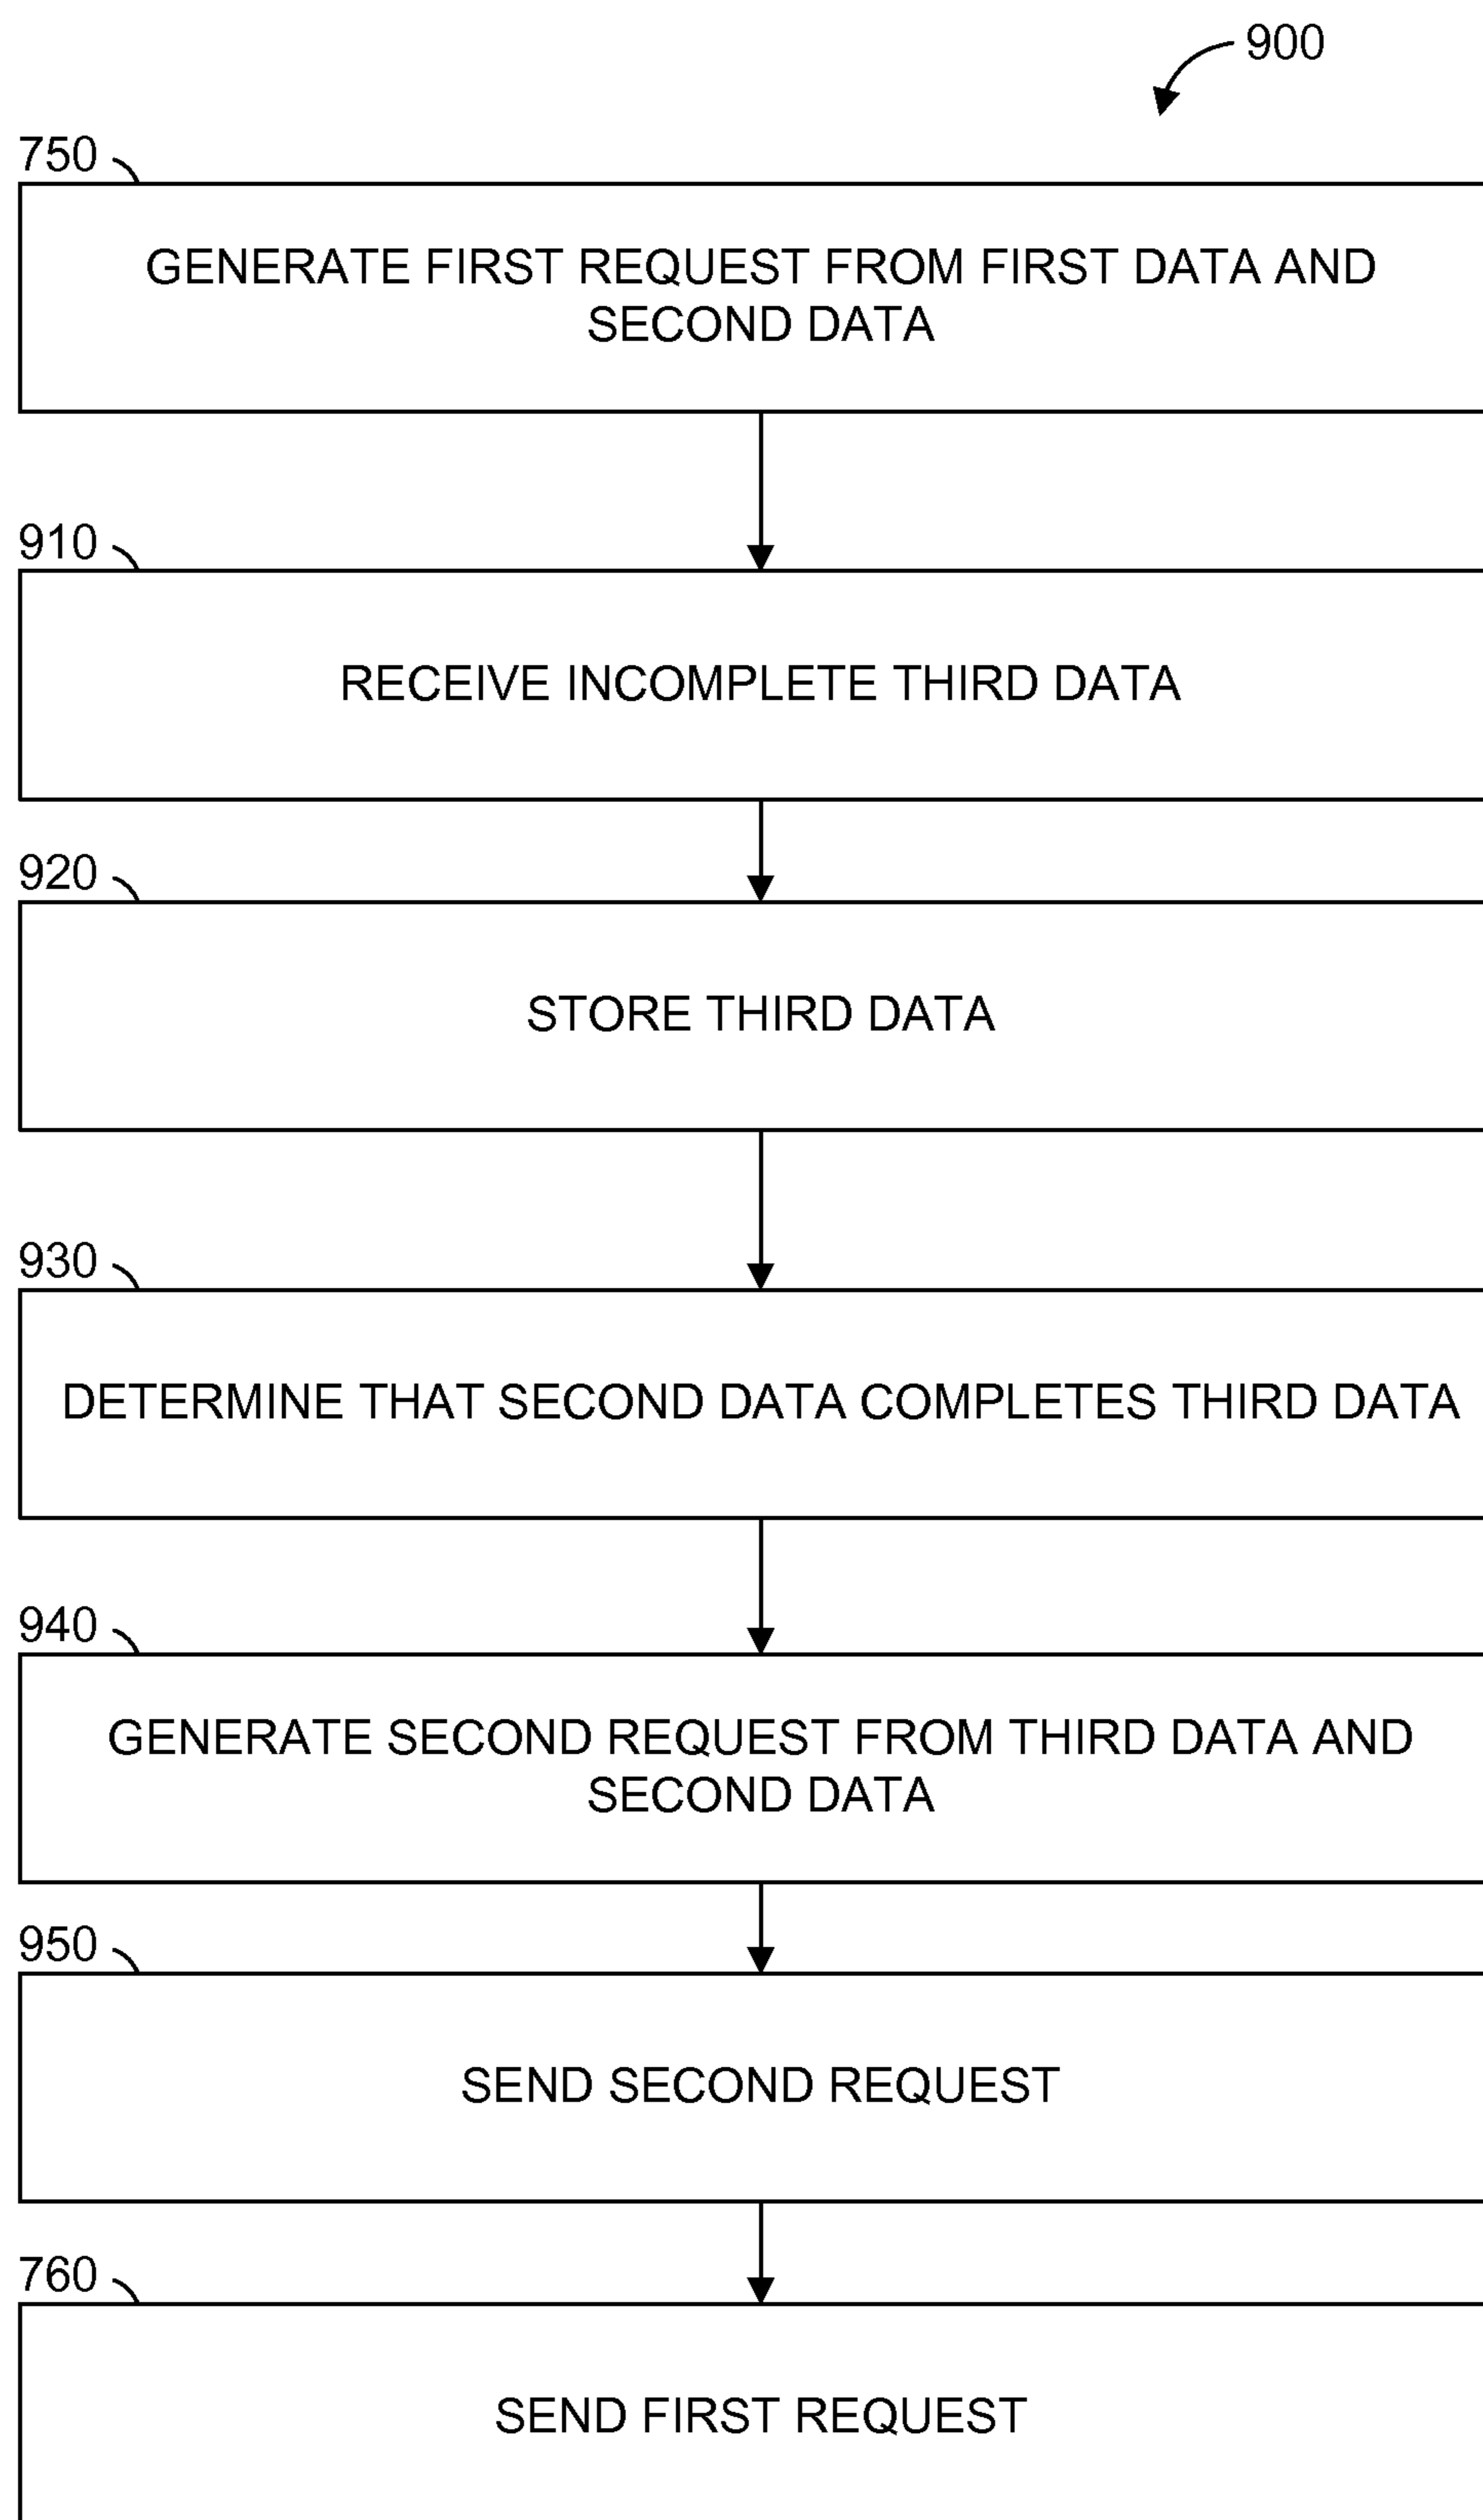 900
750
GENERATE FIRST REQUEST FROM FIRST DATA AND
SECOND DATA
910
RECEIVE INCOMPLETE THIRD DATA
920
STORE THIRD DATA
930
DETERMINE THAT SECOND DATA COMPLETES THIRD DATA
940
GENERATE SECOND REQUEST FROM THIRD DATA AND
SECOND DATA
950
SEND SECOND REQUEST
760
SEND FIRST REQUEST